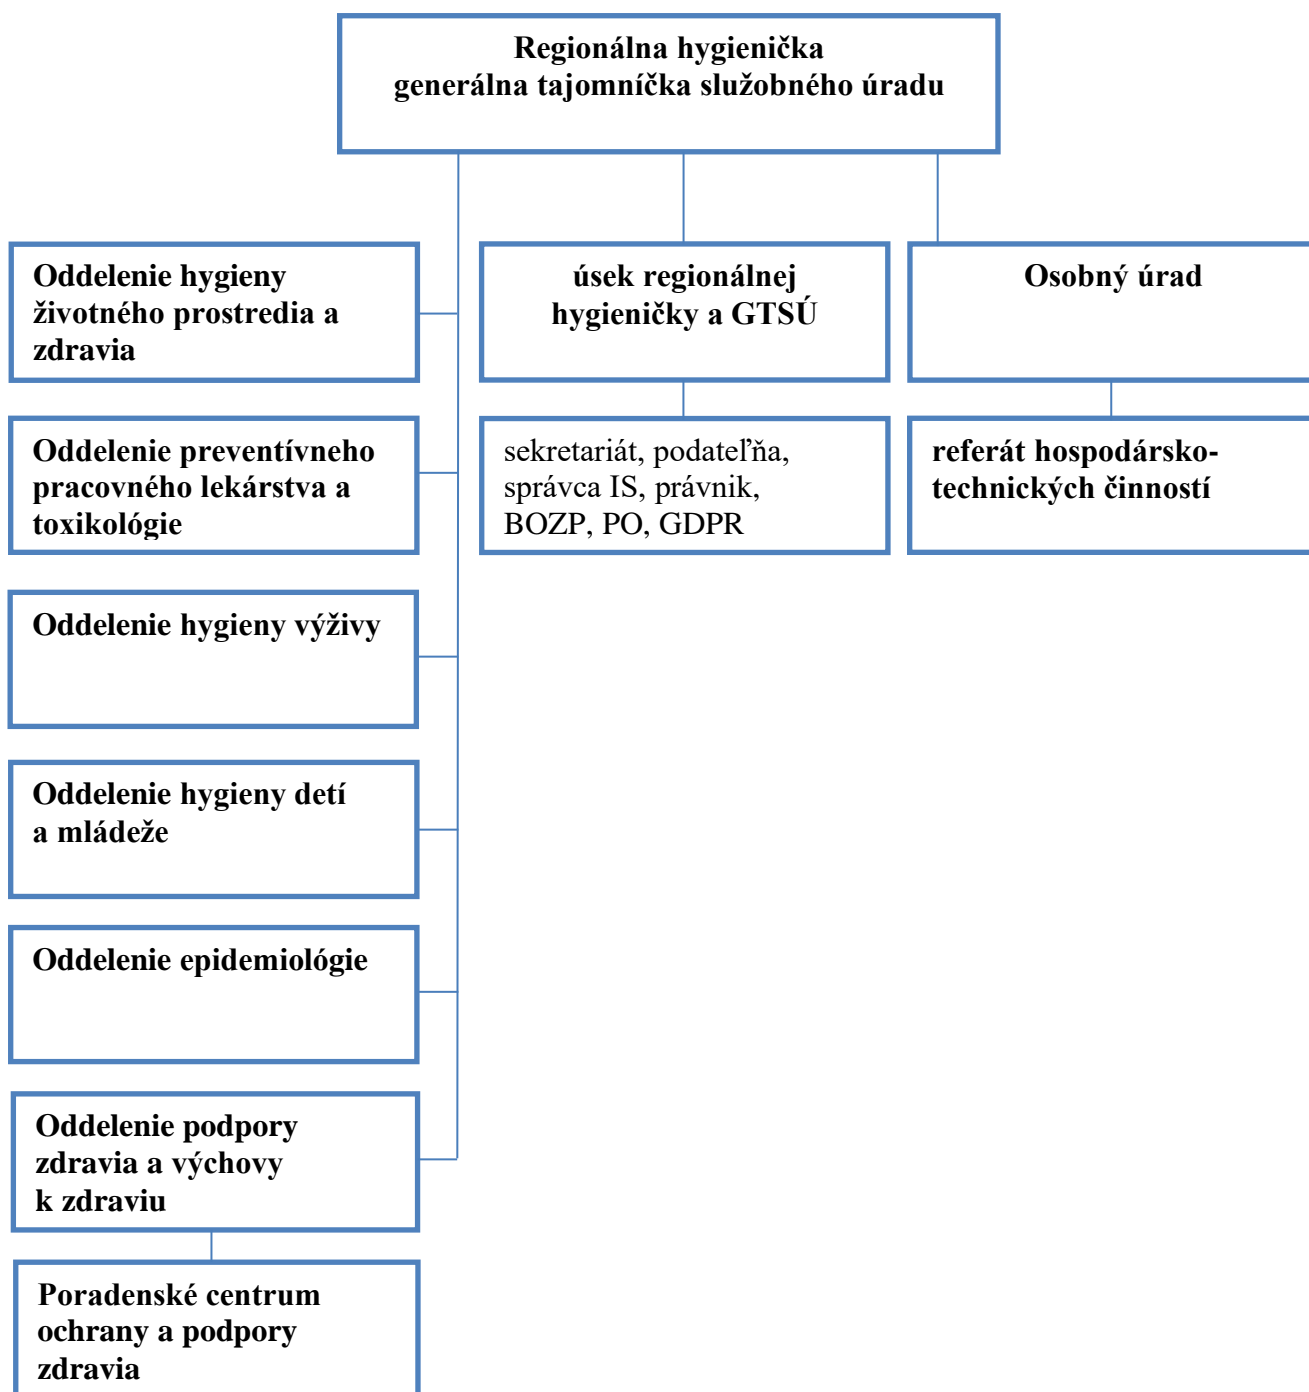 Regionálna hygienička
generálna tajomníčka služobného úradu
Oddelenie hygieny
životného prostredia a
zdravia
úsek regionálnej
hygieničky a GTSÚ
Osobný úrad
Oddelenie preventívneho
pracovného lekárstva a
toxikológie
sekretariát, podateľňa,
správca IS, právnik,
BOZP, PO, GDPR
referát hospodársko-
technických činností
Oddelenie hygieny výživy
Oddelenie hygieny detí
a mládeže
Oddelenie epidemiológie
Oddelenie podpory
zdravia a výchovy
k zdraviu
Poradenské centrum
ochrany a podpory
zdravia